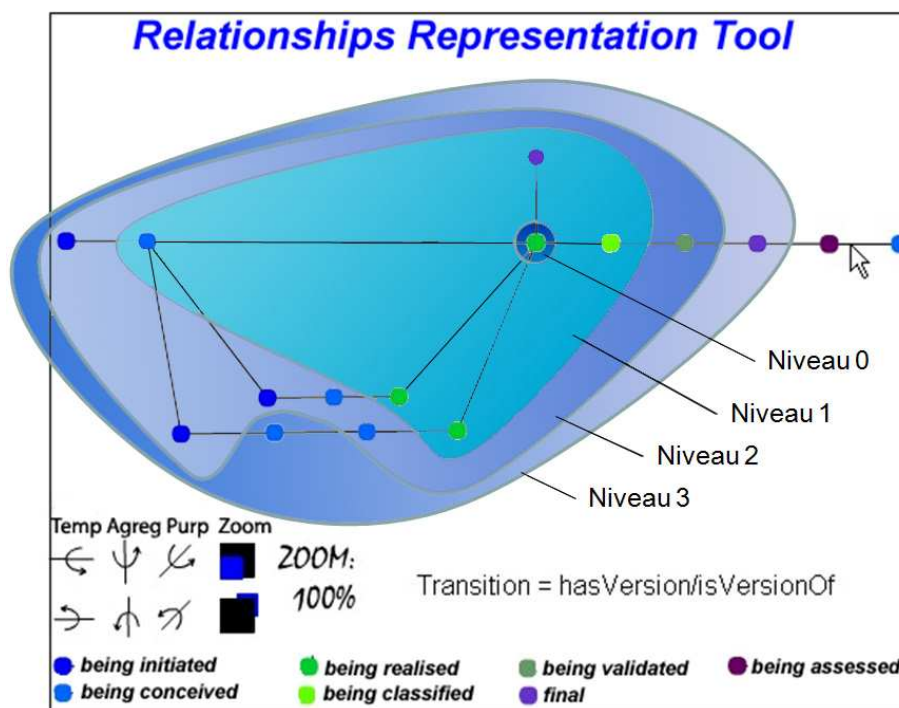 Relationships Representation Tool
Niveau 0
Niveau 1
Niveau 2
Niveau 3
Temp Agreg Purp Zoom
ZOOM:
100%
Transition = hasVersion/isVersionOf
being initiated
being realised
being validated
being assessed
being conceived
being classified
final